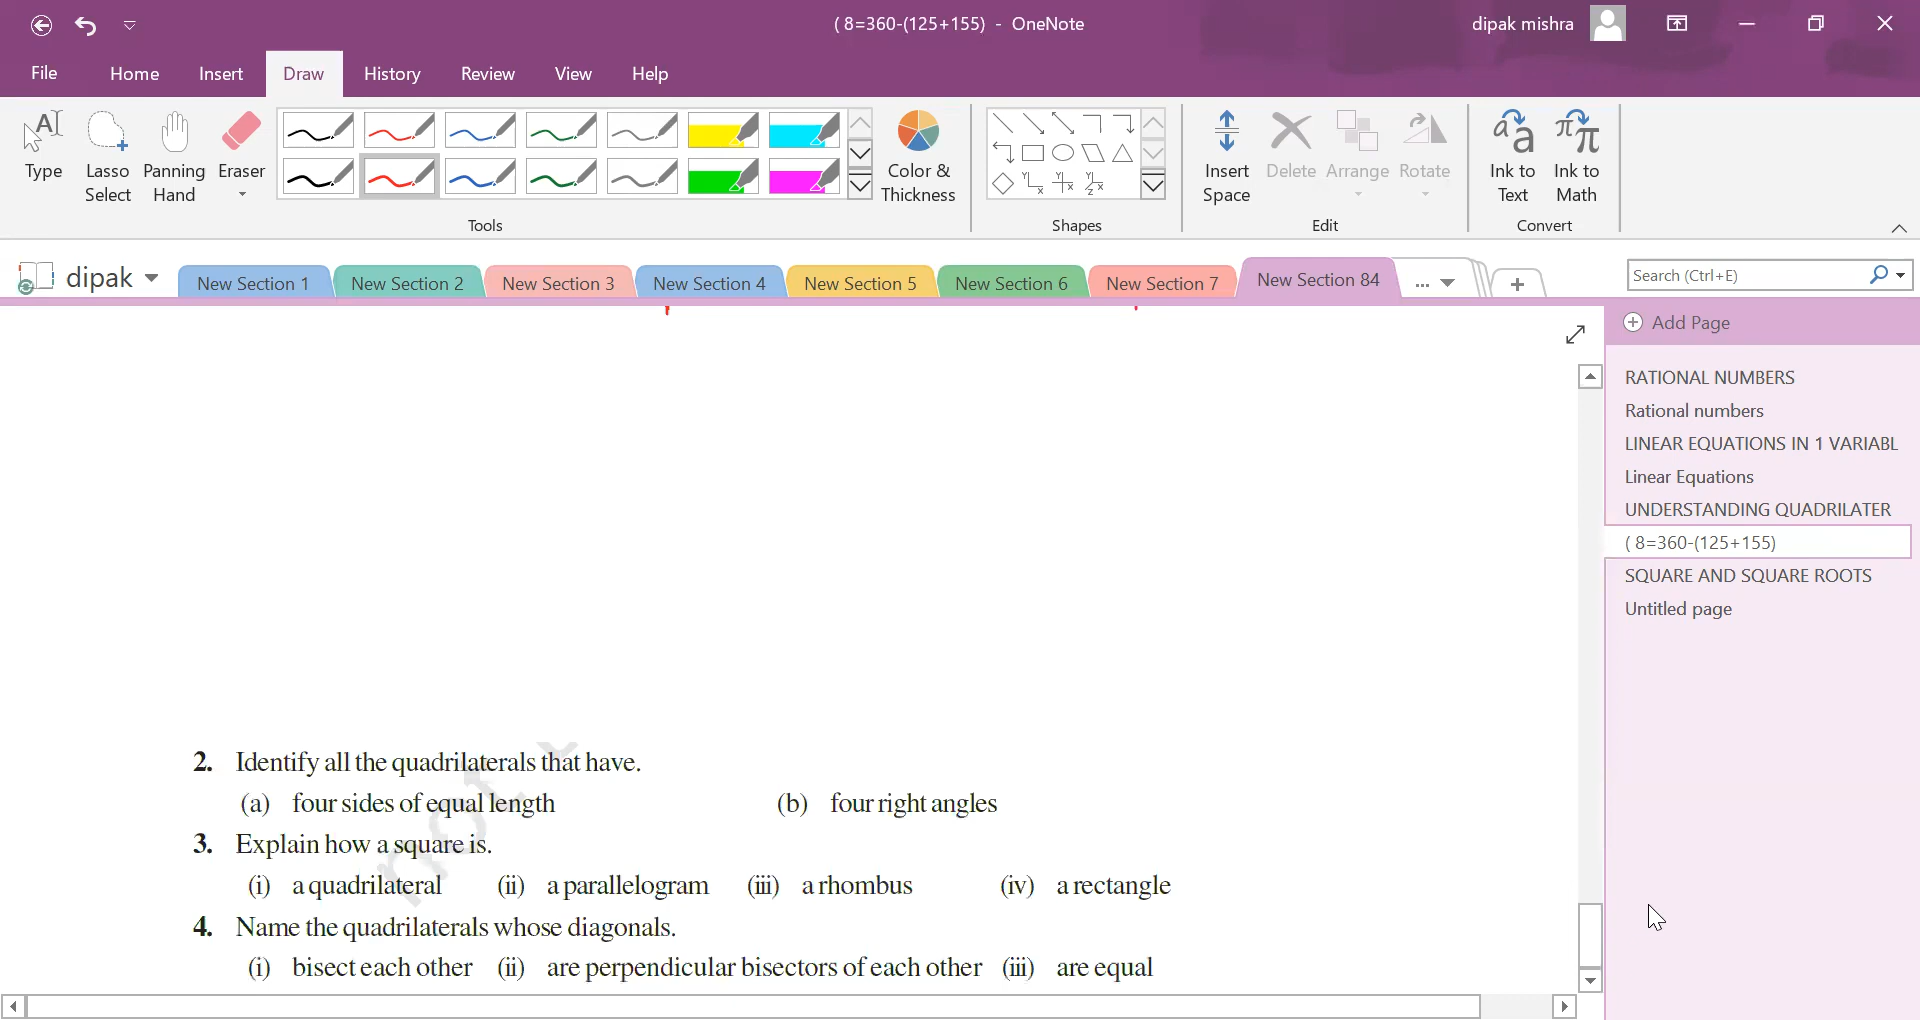 ( 8=360-(125+155) - OneNote
dipak mishra
File Home Insert Draw History Review View Help
Type
Lasso Select
Panning Hand
Eraser
Color & Thickness
Insert Space
Delete
Arrange
Rotate
Ink to Text
Ink to Math
Tools
Shapes
Edit
Convert
dipak
New Section 1
New Section 2
New Section 3
New Section 4
New Section 5
New Section 6
New Section 7
New Section 84
...
Search (Ctrl+E)
Add Page
RATIONAL NUMBERS
Rational numbers
LINEAR EQUATIONS IN 1 VARIABL
Linear Equations
UNDERSTANDING QUADRILATER
( 8=360-(125+155)
SQUARE AND SQUARE ROOTS
Untitled page
2. Identify all the quadrilaterals that have.
(a) four sides of equal length (b) four right angles
3. Explain how a square is.
(i) a quadrilateral (ii) a parallelogram (iii) a rhombus (iv) a rectangle
4. Name the quadrilaterals whose diagonals.
(i) bisect each other (ii) are perpendicular bisectors of each other (iii) are equal
not